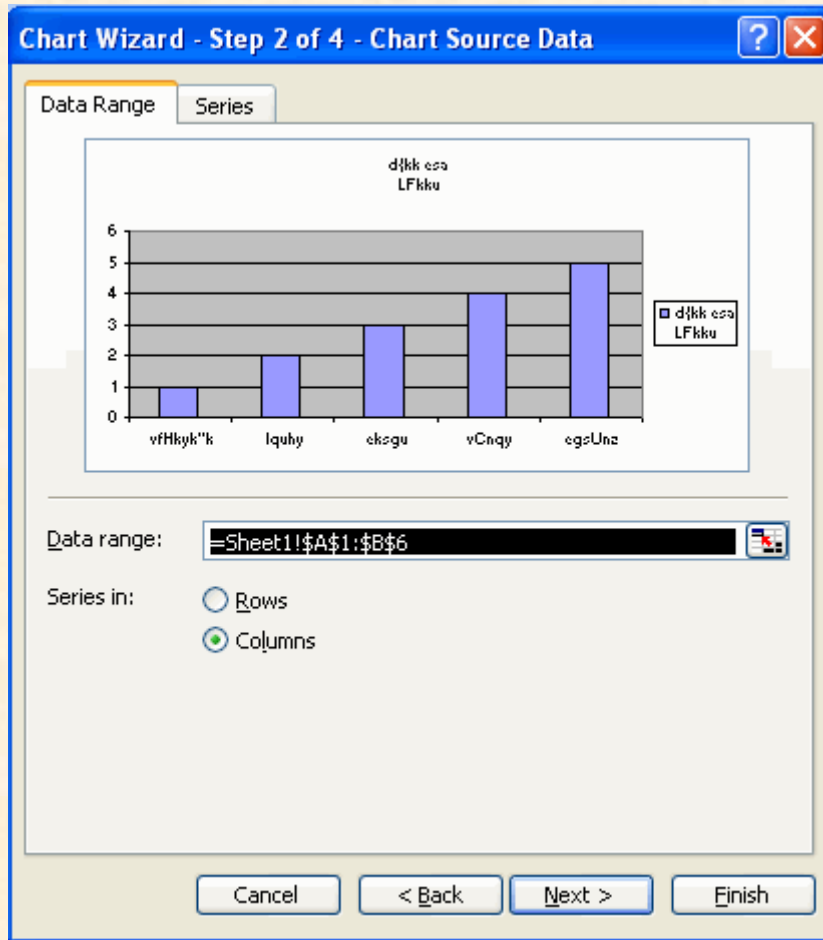 Chart Wizard - Step 2 of 4 - Chart Source Data
Data Range
Series
d{kk esa
LFkku
6
5
4
3
2
1
0
vfHkyk"k
lquhy
eksgu
vCnqy
egsUnz
d{kk esa
LFkku
Data range:
=Sheet1!$A$1:$B$6
Series in:
Rows
Columns
Cancel
< Back
Next >
Finish